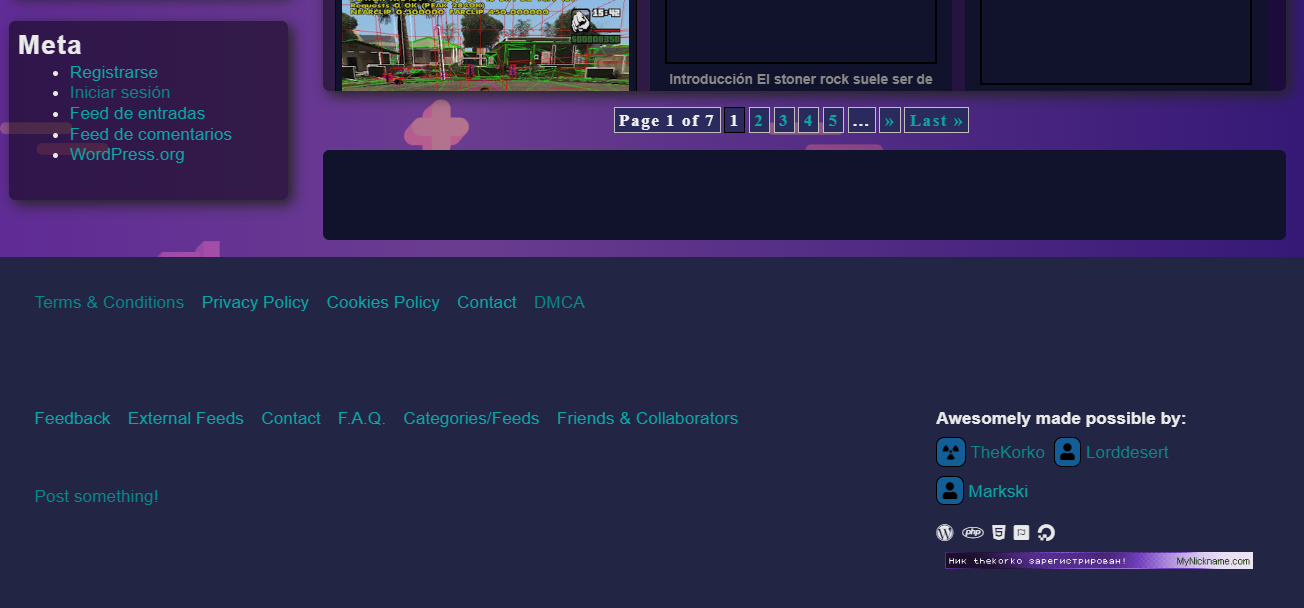 Meta
Registrarse
Iniciar sesión
Feed de entradas
Feed de comentarios
WordPress.org
15:42
Introducción El stoner rock suele ser de
Page 1 of 7 1 2 3 4 5 ... » Last »
Terms & Conditions Privacy Policy Cookies Policy Contact DMCA
Feedback External Feeds Contact F.A.Q. Categories/Feeds Friends & Collaborators
Post something!
Awesomely made possible by:
TheKorko Lorddesert
Markski
php
Ник thekorko зарегистрирован! MyNickname.com